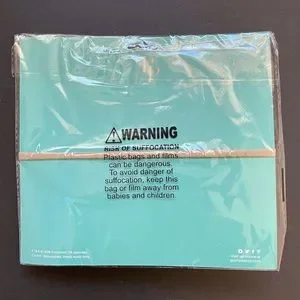 WARNING
RISK OF SUFFOCATION
Plastic bags and films
can be dangerous.
To avoid danger of
suffocation, keep this
bag or film away from
babies and children.